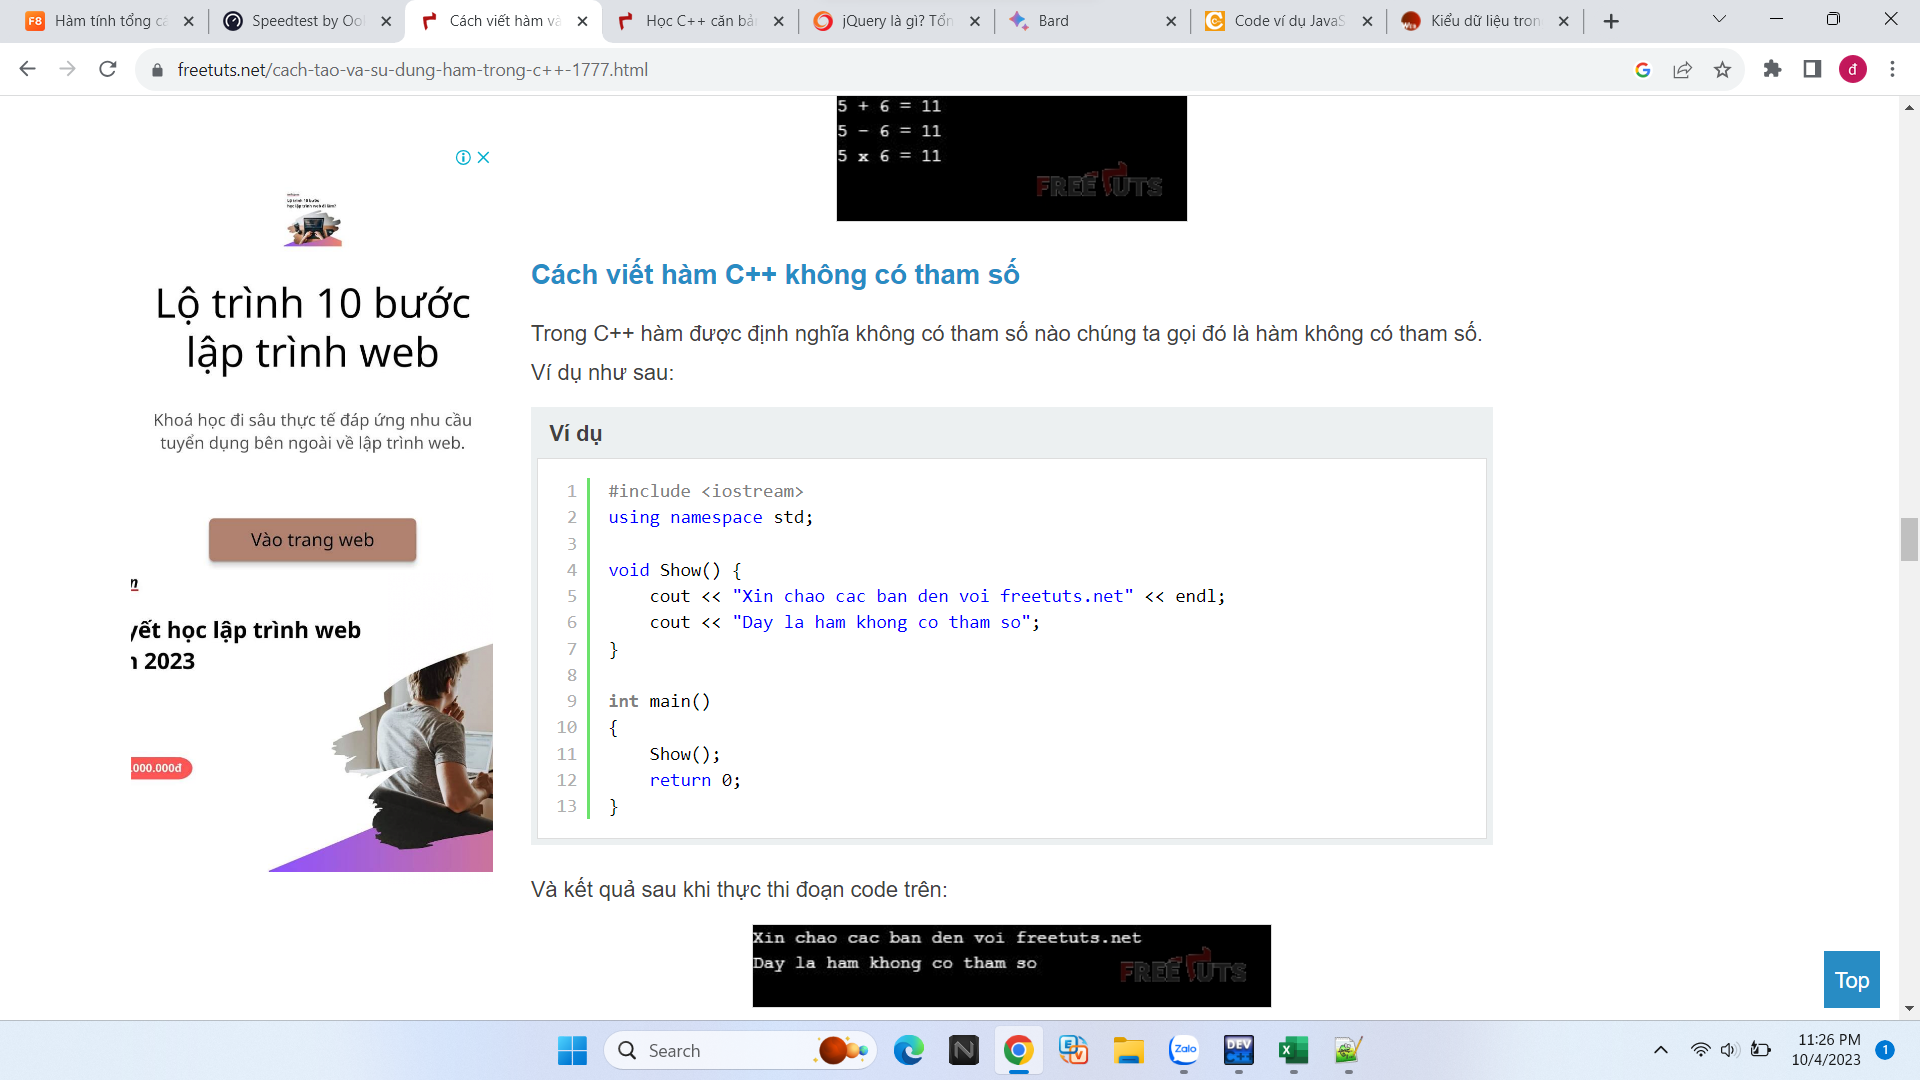 Hàm tính tổng cá
Speedtest by Ook
Cách viết hàm và
Học C++ căn bản
jQuery là gì? Tổn
Bard
Code ví dụ JavaS
Kiểu dữ liệu tron
freetuts.net/cach-tao-va-su-dung-ham-trong-c++-1777.html
5 + 6 = 11
5 - 6 = 11
5 x 6 = 11
FREETUTS
Lộ trình 10 bước
lập trình web
Khoá học đi sâu thực tế đáp ứng nhu cầu
tuyển dụng bên ngoài về lập trình web.
Vào trang web
yết học lập trình web
n 2023
.000.000đ
Cách viết hàm C++ không có tham số
Trong C++ hàm được định nghĩa không có tham số nào chúng ta gọi đó là hàm không có tham số.
Ví dụ như sau:
Ví dụ
1 #include <iostream>
2 using namespace std;
3
4 void Show() {
5 cout << "Xin chao cac ban den voi freetuts.net" << endl;
6 cout << "Day la ham khong co tham so";
7 }
8
9 int main()
10 {
11 Show();
12 return 0;
13 }
Và kết quả sau khi thực thi đoạn code trên:
Xin chao cac ban den voi freetuts.net
Day la ham khong co tham so
FREETUTS
Top
Search
Zalo
DEV
11:26 PM
10/4/2023
1